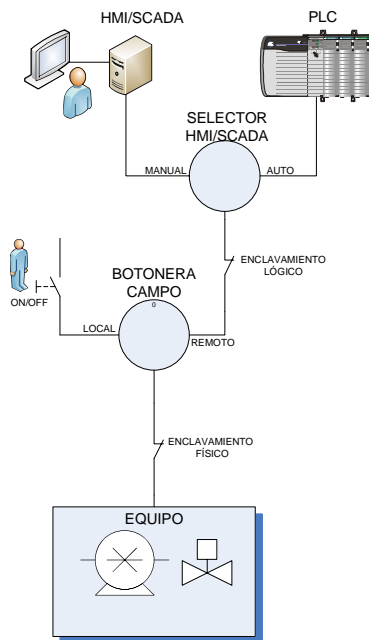 HMI/SCADA
PLC
SELECTOR
HMI/SCADA
MANUAL
AUTO
ENCLAVAMIENTO
LÓGICO
BOTONERA
CAMPO
0
ON/OFF
LOCAL
REMOTO
ENCLAVAMIENTO
FÍSICO
EQUIPO